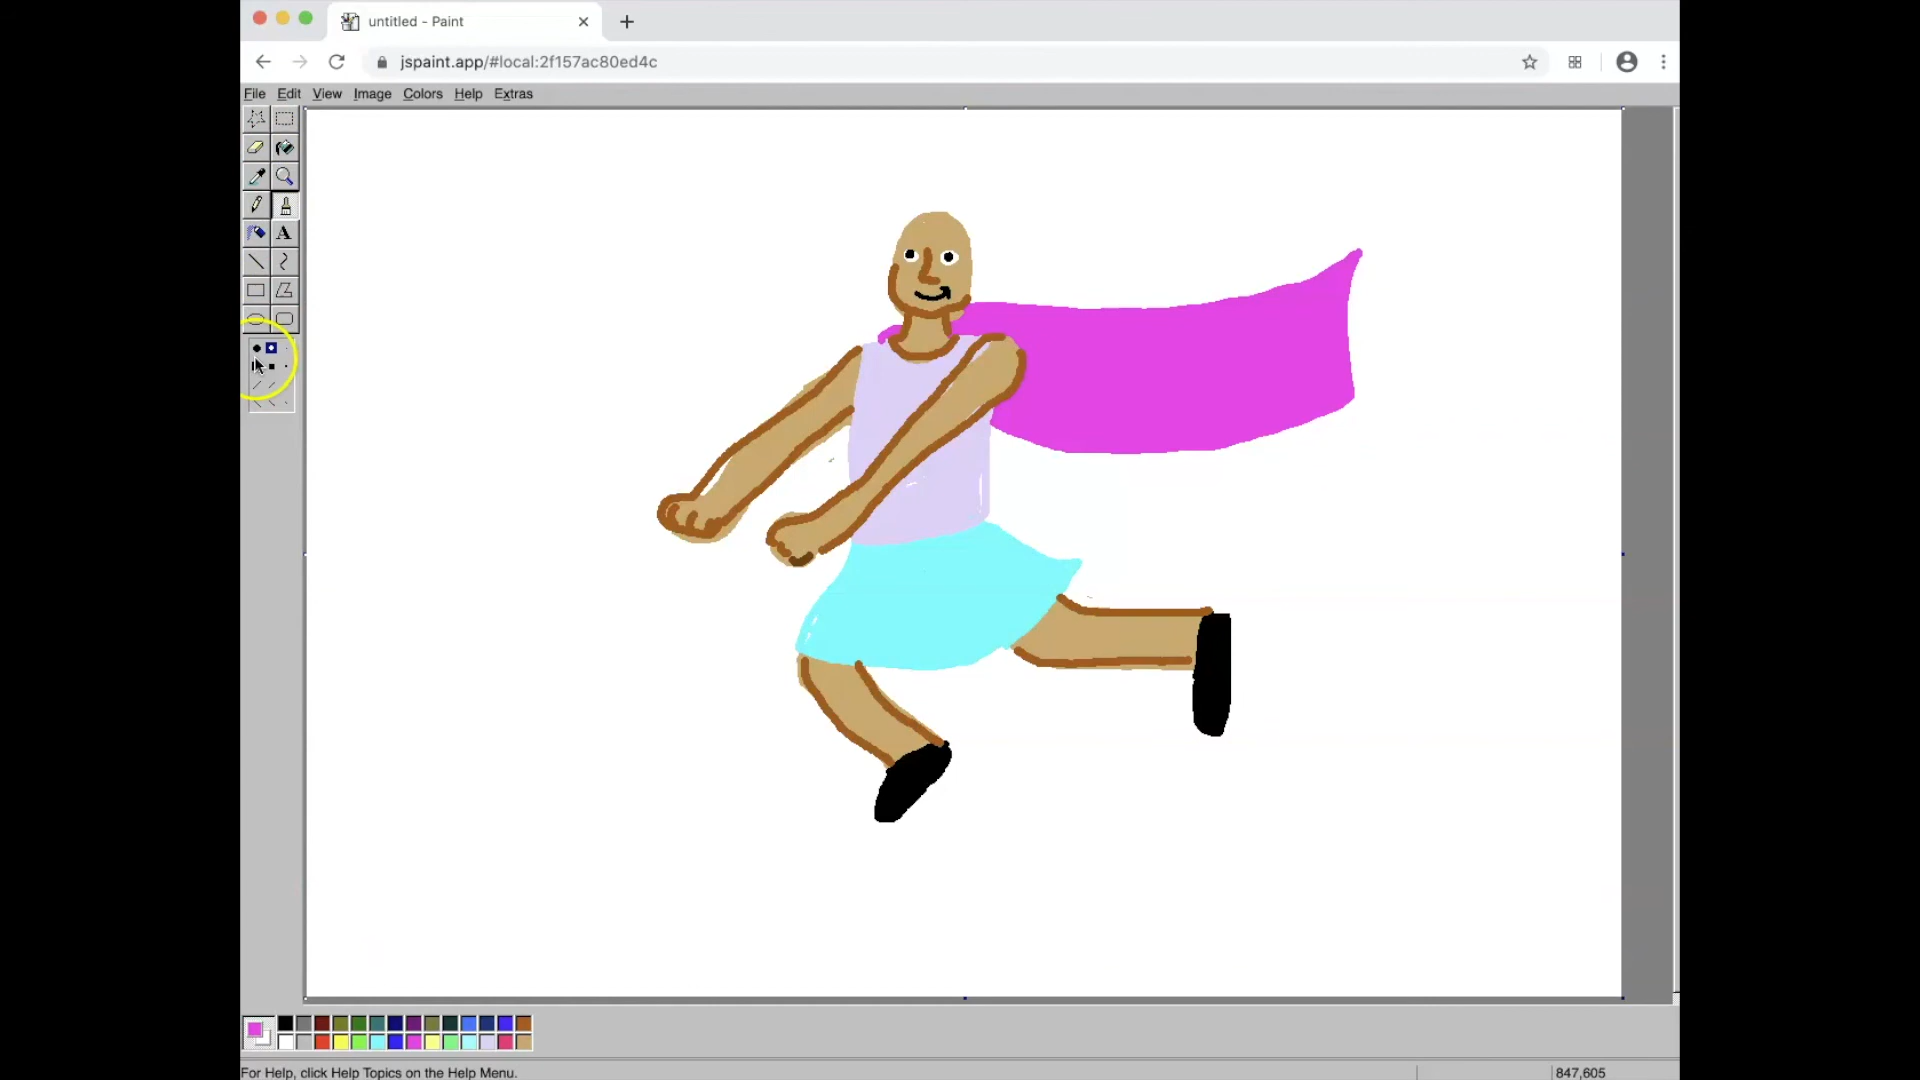 untitled - Paint
jspaint.app/#local:2f157ac80ed4c
File Edit View Image Colors Help Extras
A
For Help, click Help Topics on the Help Menu.
847,605